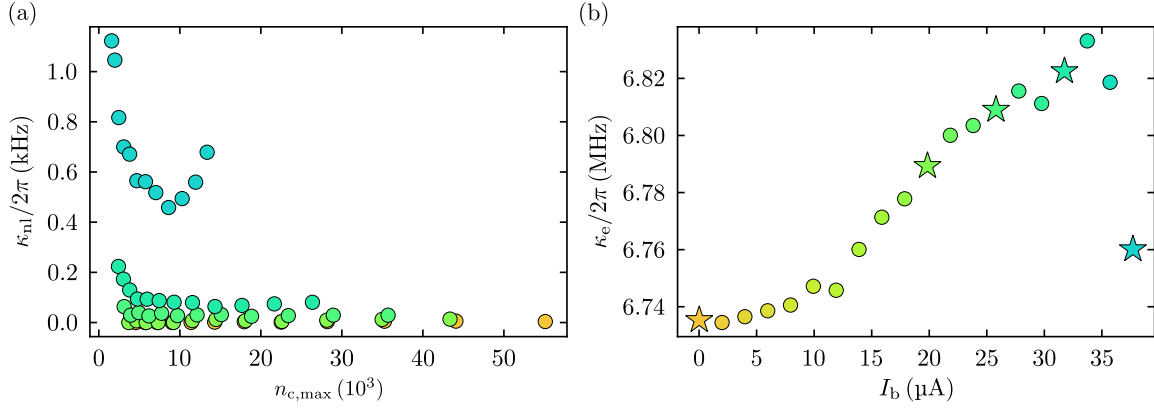 (a)
κnl/2π (kHz)
1.0
0.8
0.6
0.4
0.2
0.0
0 10 20 30 40 50
nc,max (10³)
(b)
κe/2π (MHz)
6.82
6.80
6.78
6.76
6.74
0 5 10 15 20 25 30 35
Ib (µA)